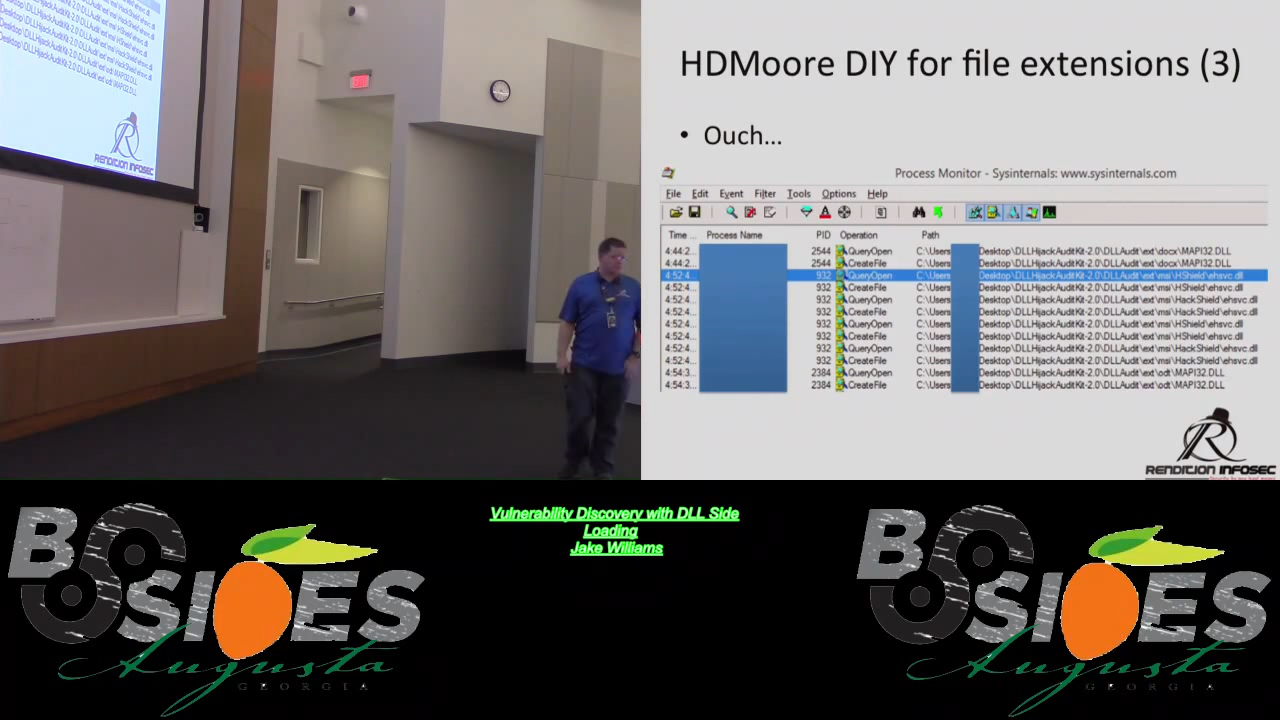 Desktop\DLLHijackAuditKit-2.0\DLLAudit\ext\odt\MAPI32.DLL
RENDITION INFOSEC
HDMoore DIY for file extensions (3)
• Ouch...
Process Monitor - Sysinternals: www.sysinternals.com
File Edit Event Filter Tools Options Help
Time ... Process Name PID Operation Path
4:44:2... 2544 QueryOpen C:\Users Desktop\DLLHijackAuditKit-2.0\DLLAudit\ext\docx\MAPI32.DLL
4:44:2... 2544 CreateFile C:\Users Desktop\DLLHijackAuditKit-2.0\DLLAudit\ext\docx\MAPI32.DLL
4:52:4... 932 QueryOpen C:\Users Desktop\DLLHijackAuditKit-2.0\DLLAudit\ext\msi\HShield\ehsvc.dll
4:52:4... 932 CreateFile C:\Users Desktop\DLLHijackAuditKit-2.0\DLLAudit\ext\msi\HShield\ehsvc.dll
4:52:4... 932 QueryOpen C:\Users Desktop\DLLHijackAuditKit-2.0\DLLAudit\ext\msi\HackShield\ehsvc.dll
4:52:4... 932 CreateFile C:\Users Desktop\DLLHijackAuditKit-2.0\DLLAudit\ext\msi\HackShield\ehsvc.dll
4:52:4... 932 QueryOpen C:\Users Desktop\DLLHijackAuditKit-2.0\DLLAudit\ext\msi\HShield\ehsvc.dll
4:52:4... 932 CreateFile C:\Users Desktop\DLLHijackAuditKit-2.0\DLLAudit\ext\msi\HShield\ehsvc.dll
4:52:4... 932 QueryOpen C:\Users Desktop\DLLHijackAuditKit-2.0\DLLAudit\ext\msi\HackShield\ehsvc.dll
4:52:4... 932 CreateFile C:\Users Desktop\DLLHijackAuditKit-2.0\DLLAudit\ext\msi\HackShield\ehsvc.dll
4:54:3... 2384 QueryOpen C:\Users Desktop\DLLHijackAuditKit-2.0\DLLAudit\ext\odt\MAPI32.DLL
4:54:3... 2384 CreateFile C:\Users Desktop\DLLHijackAuditKit-2.0\DLLAudit\ext\odt\MAPI32.DLL
RENDITION INFOSEC
Vulnerability Discovery with DLL Side
Loading
Jake Williams
BSIDES
Augusta
GEORGIA
BSIDES
Augusta
GEORGIA